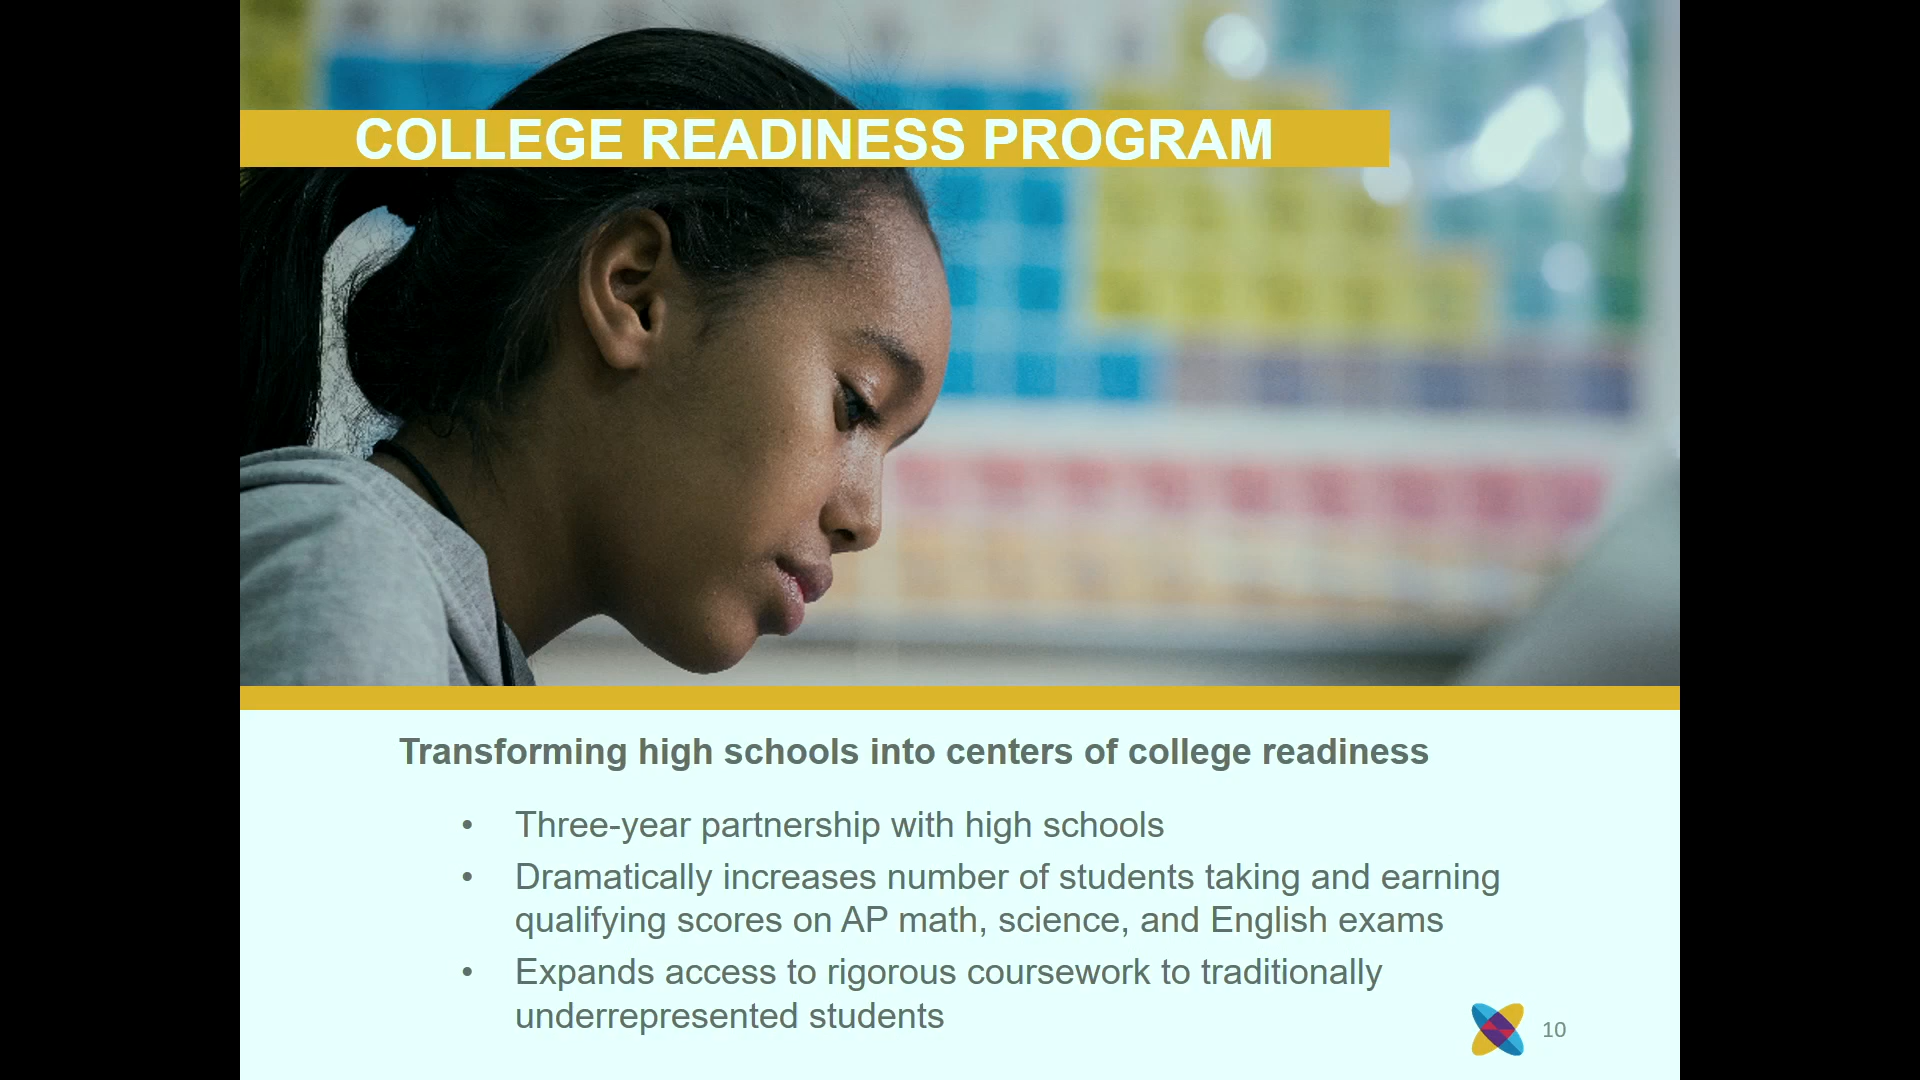 COLLEGE READINESS PROGRAM
Transforming high schools into centers of college readiness
• Three-year partnership with high schools
• Dramatically increases number of students taking and earning
qualifying scores on AP math, science, and English exams
• Expands access to rigorous coursework to traditionally
underrepresented students
10